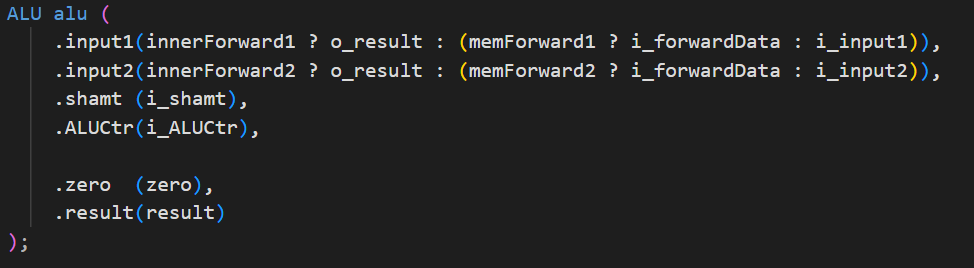 ALU alu (
    .input1(innerForward1 ? o_result : (memForward1 ? i_forwardData : i_input1)),
    .input2(innerForward2 ? o_result : (memForward2 ? i_forwardData : i_input2)),
    .shamt (i_shamt),
    .ALUCtr(i_ALUCtr),

    .zero  (zero),
    .result(result)
);